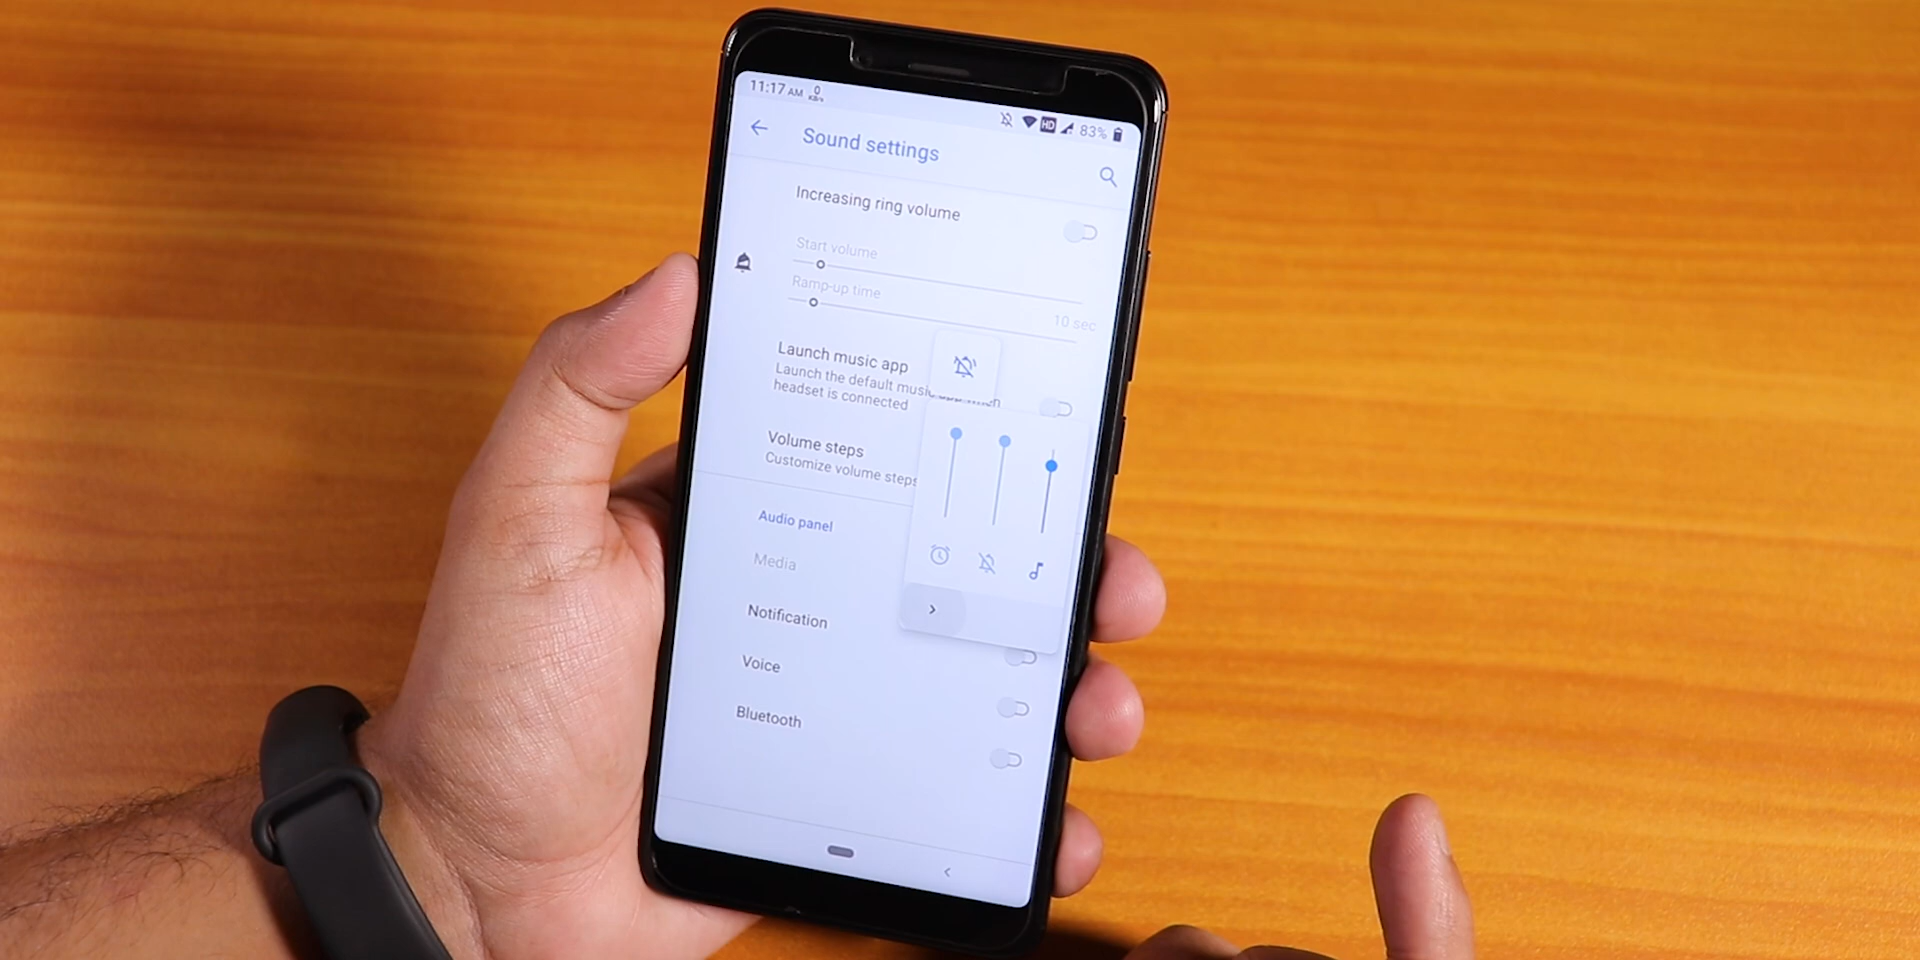 11:17 AM 0 KB/s
HD 83%
Sound settings
Increasing ring volume
Start volume
Ramp-up time
10 sec
Launch music app
Launch the default music app when
headset is connected
Volume steps
Customize volume steps
Audio panel
Media
Notification
Voice
Bluetooth